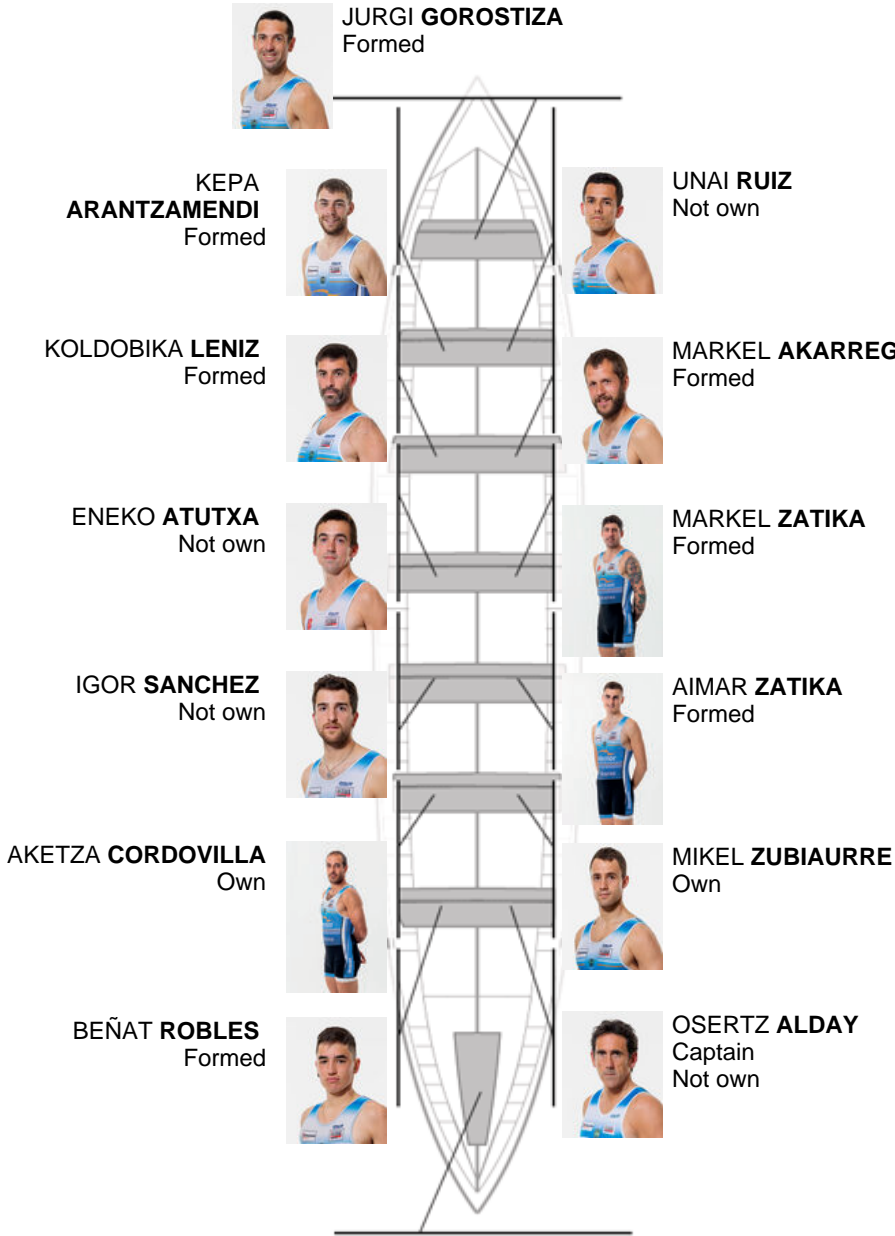 JURGI GOROSTIZA
Formed
KEPA
ARANTZAMENDI
Formed
UNAI RUIZ
Not own
KOLDOBIKA LENIZ
Formed
MARKEL AKARREG
Formed
ENEKO ATUTXA
Not own
MARKEL ZATIKA
Formed
IGOR SANCHEZ
Not own
AIMAR ZATIKA
Formed
AKETZA CORDOVILLA
Own
MIKEL ZUBIAURRE
Own
BEÑAT ROBLES
Formed
OSERTZ ALDAY
Captain
Not own